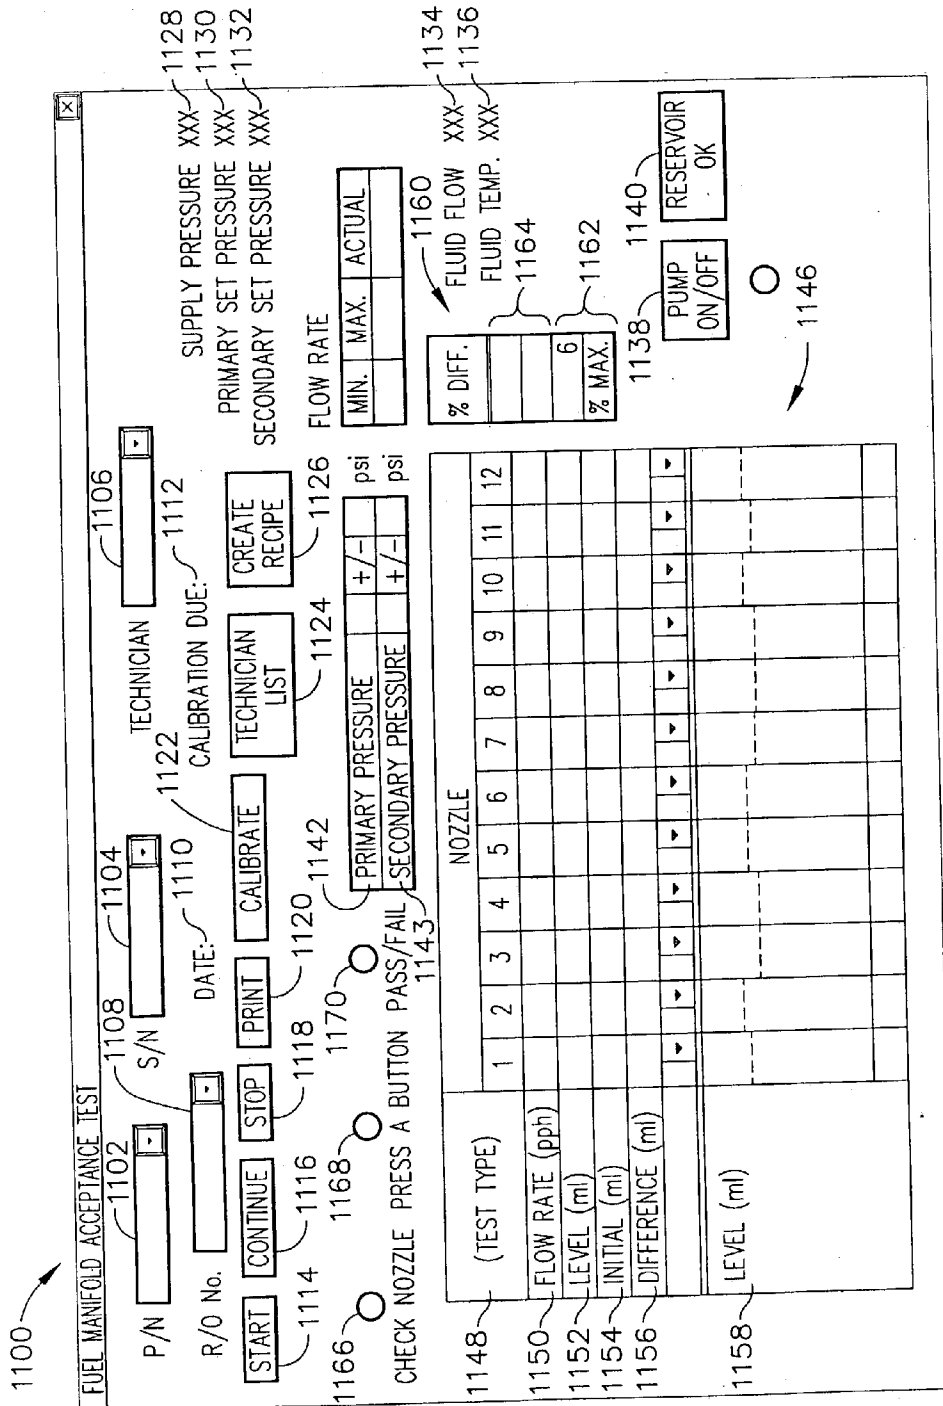 1100
FUEL MANIFOLD ACCEPTANCE TEST
X
P/N 1102
S/N 1104
TECHNICIAN 1106
R/O No. 1108
DATE: 1110
CALIBRATION DUE: 1112
SUPPLY PRESSURE XXX 1128
PRIMARY SET PRESSURE XXX 1130
SECONDARY SET PRESSURE XXX 1132
START CONTINUE STOP PRINT CALIBRATE TECHNICIAN LIST CREATE RECIPE
1114 1116 1118 1120 1122 1124 1126
FLOW RATE
MIN. MAX. ACTUAL
1166 1168 1170
1142 PRIMARY PRESSURE +/- psi
1143 SECONDARY PRESSURE +/- psi
CHECK NOZZLE PRESS A BUTTON PASS/FAIL
FLUID FLOW XXX 1134
FLUID TEMP. XXX 1136
1160
% DIFF.
1164
6
1162
% MAX.
1148 (TEST TYPE)
NOZZLE
1 2 3 4 5 6 7 8 9 10 11 12
1150 FLOW RATE (pph)
1152 LEVEL (ml)
1154 INITIAL (ml)
1156 DIFFERENCE (ml)
1158 LEVEL (ml)
1138
PUMP
ON/OFF
1140
RESERVOIR
OK
1146